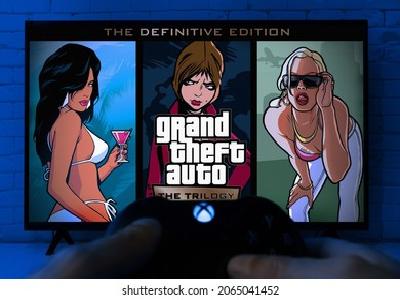 THE DEFINITIVE EDITION
grand
theft
auto
THE TRILOGY
shutterstock.com · 2065041452